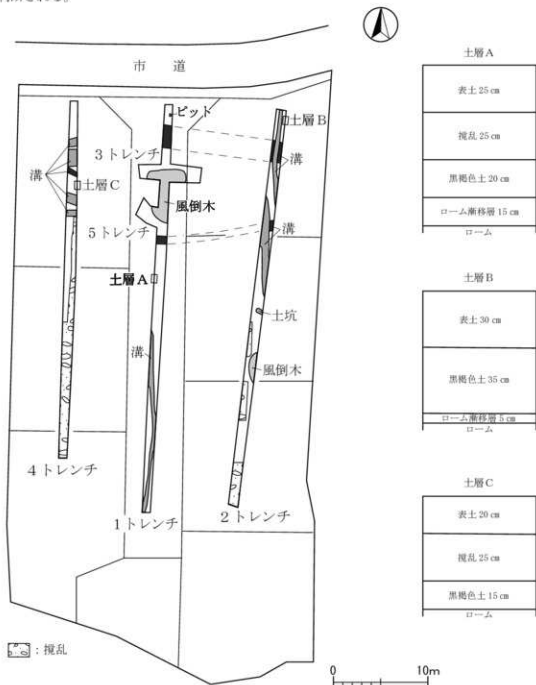 市道
ピット
土層B
3トレンチ
溝
溝
土層C
風倒木
5トレンチ
溝
土層A
土坑
溝
風倒木
4トレンチ
1トレンチ
2トレンチ
:撹乱
0 10m
土層A
表土 25 cm
撹乱 25 cm
黒褐色土 20 cm
ローム漸移層 15 cm
ローム
土層B
表土 30 cm
黒褐色土 35 cm
ローム漸移層 5 cm
ローム
土層C
表土 20 cm
撹乱 25 cm
黒褐色土 15 cm
ローム